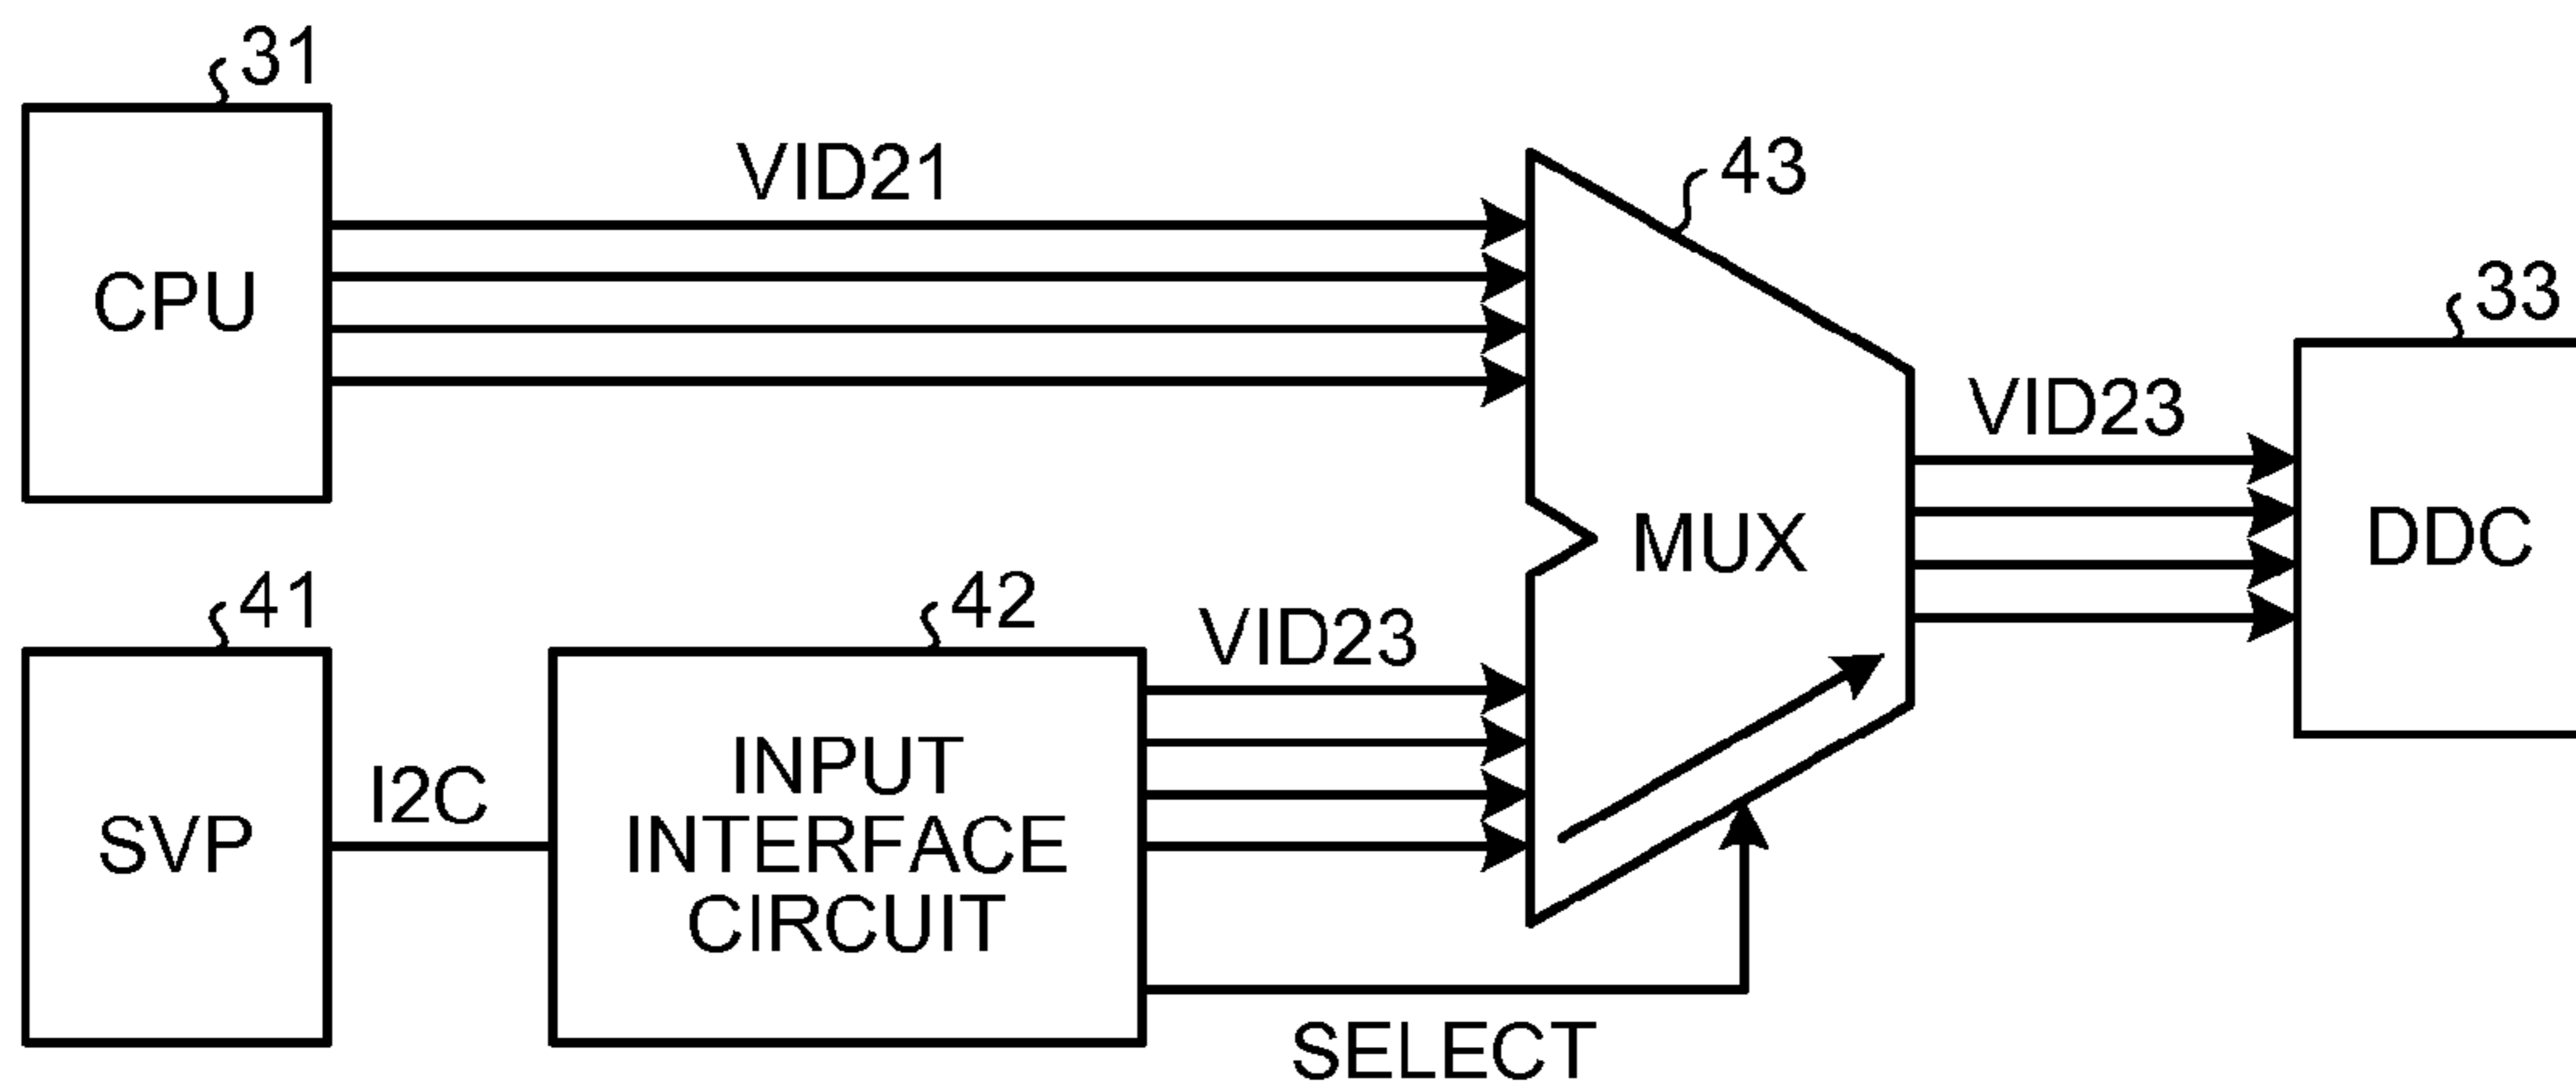 31
CPU
VID21
43
MUX
33
VID23
DDC
41
SVP
I2C
42
INPUT
INTERFACE
CIRCUIT
VID23
SELECT